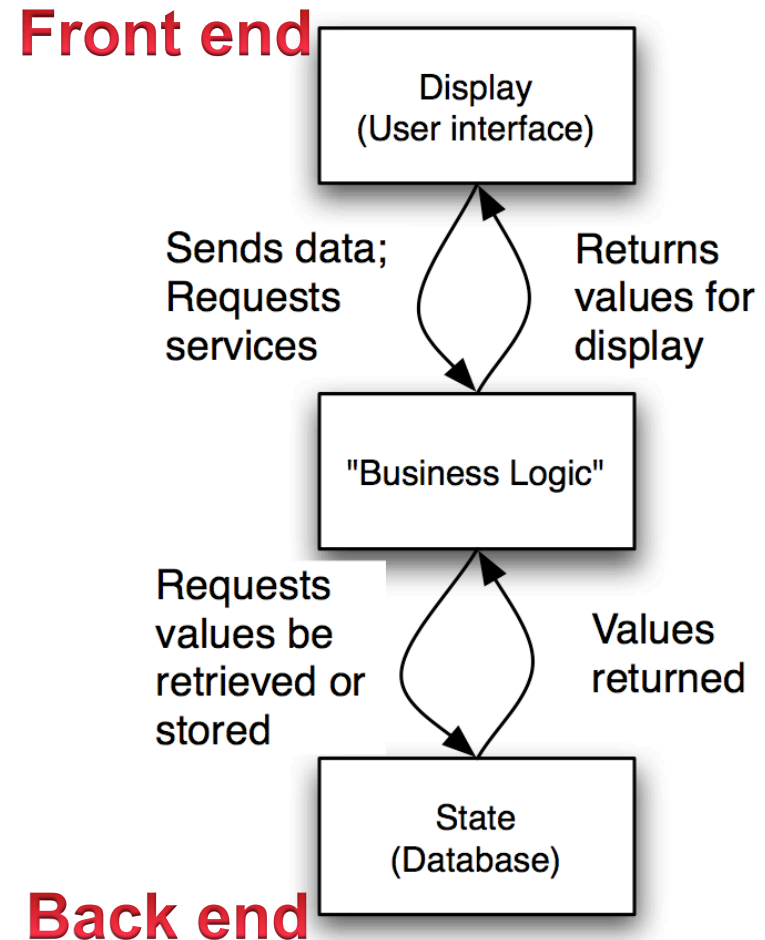 Front end
Display
(User interface)
Sends data;
Requests
services
Returns
values for
display
"Business Logic"
Requests
values be
retrieved or
stored
Values
returned
State
(Database)
Back end